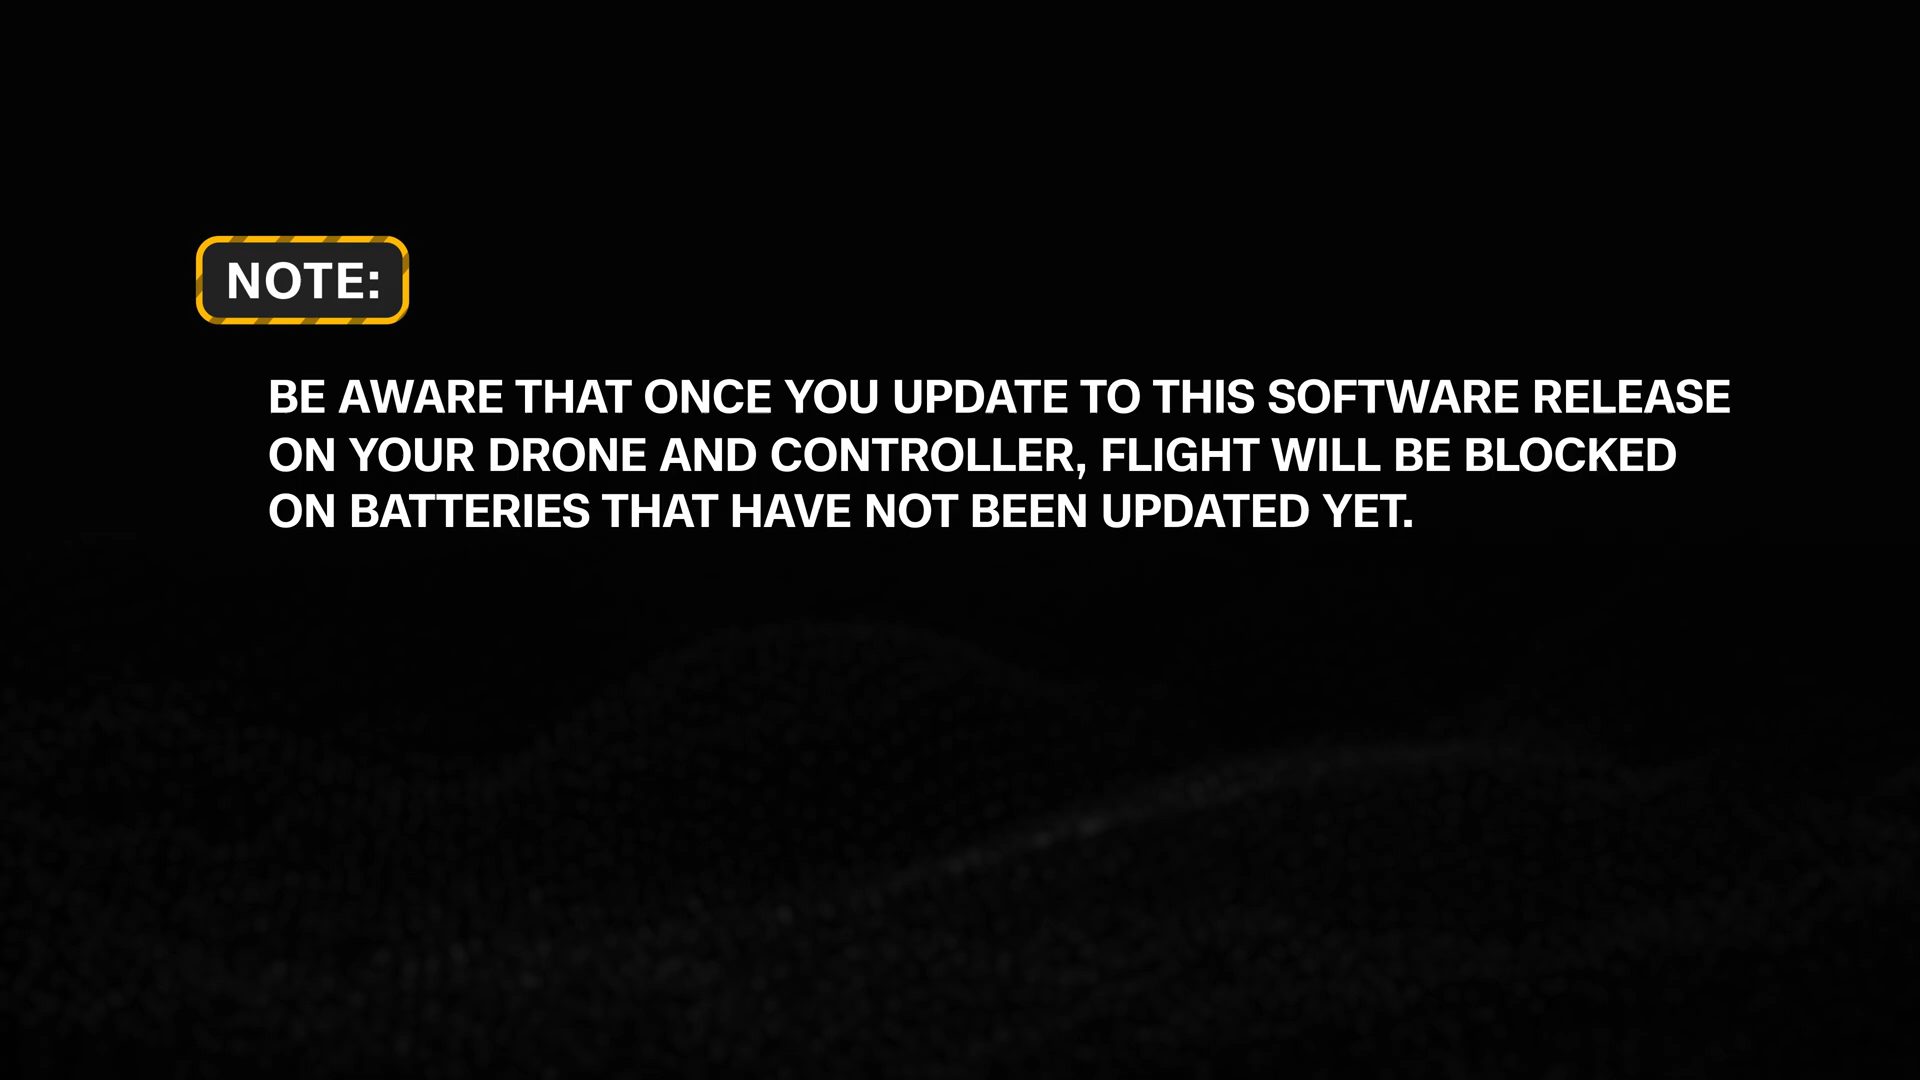 NOTE:
BE AWARE THAT ONCE YOU UPDATE TO THIS SOFTWARE RELEASE
ON YOUR DRONE AND CONTROLLER, FLIGHT WILL BE BLOCKED
ON BATTERIES THAT HAVE NOT BEEN UPDATED YET.